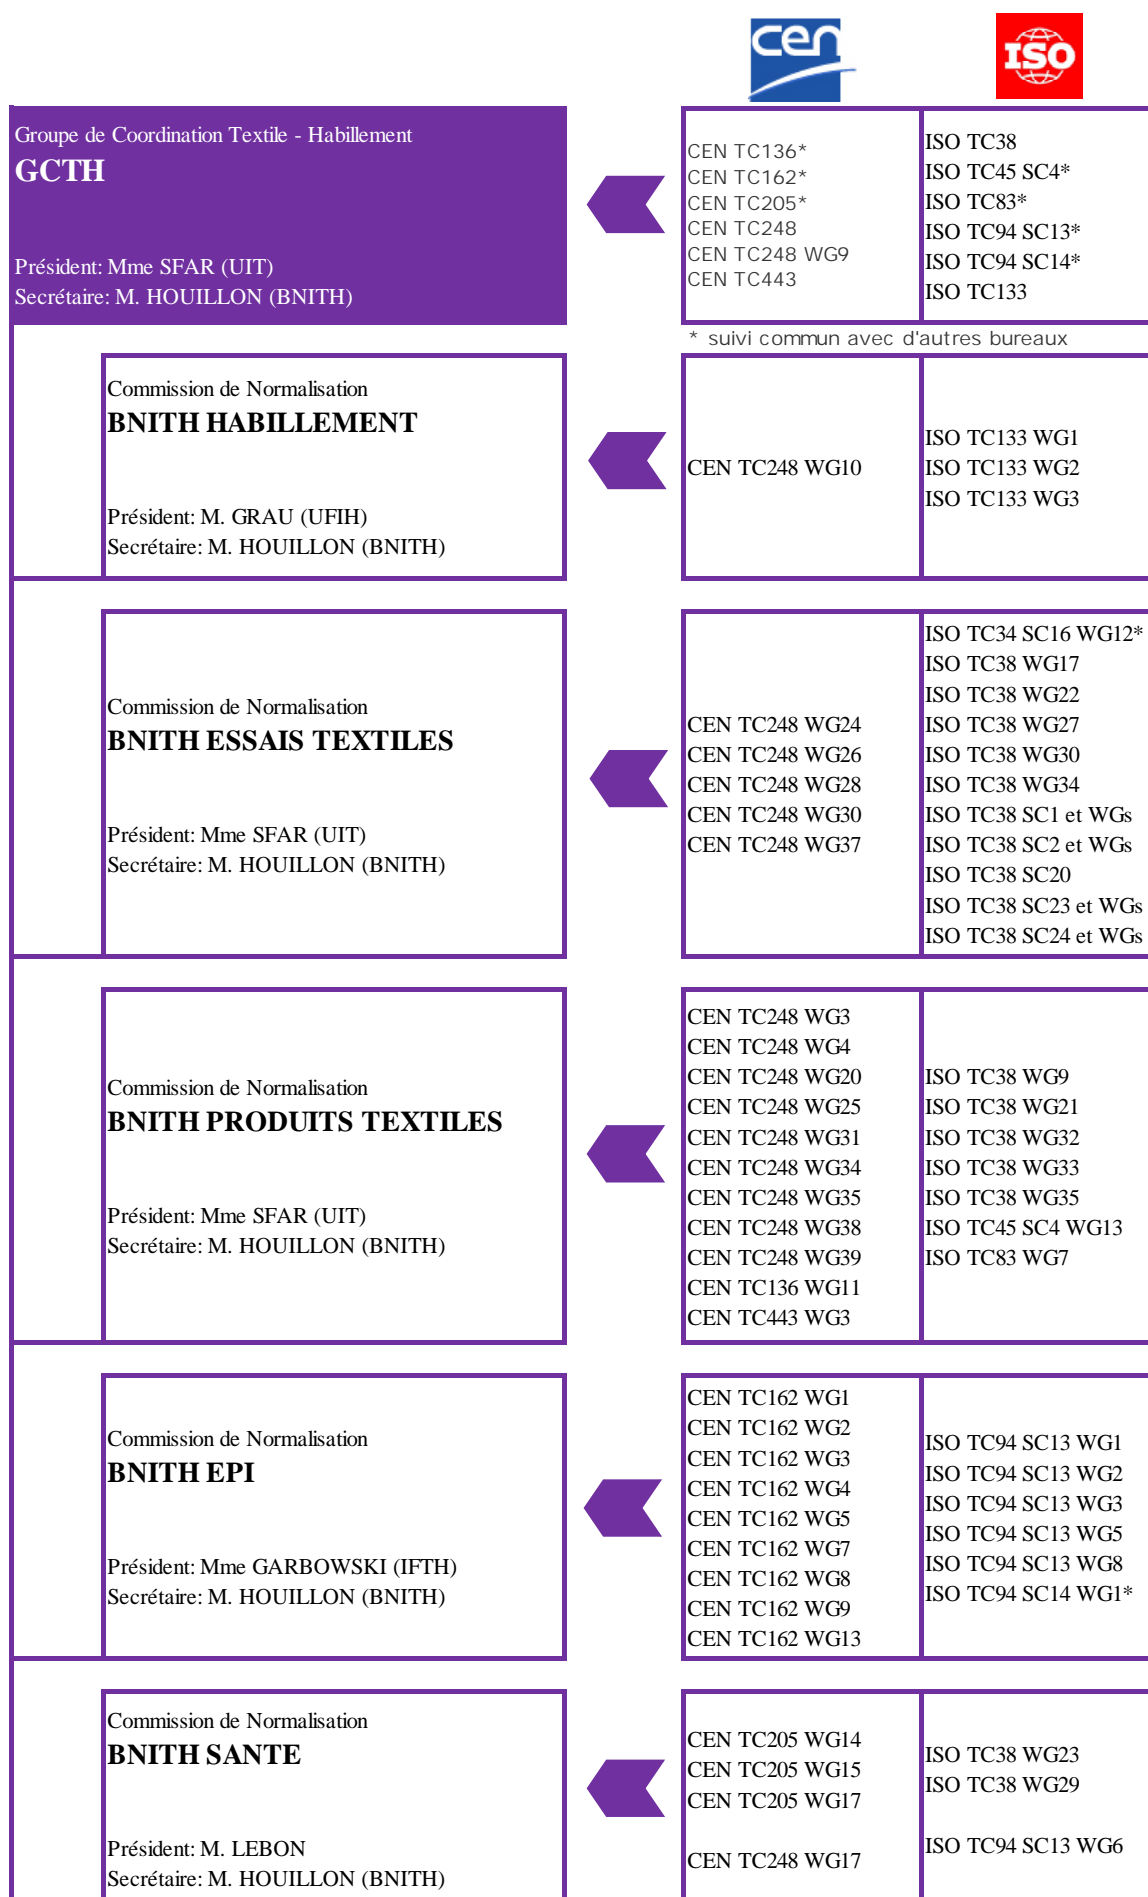 cen
ISO
Groupe de Coordination Textile - Habillement
GCTH
Président: Mme SFAR (UIT)
Secrétaire: M. HOUILLON (BNITH)
CEN TC136*
CEN TC162*
CEN TC205*
CEN TC248
CEN TC248 WG9
CEN TC443
ISO TC38
ISO TC45 SC4*
ISO TC83*
ISO TC94 SC13*
ISO TC94 SC14*
ISO TC133
* suivi commun avec d'autres bureaux
Commission de Normalisation
BNITH HABILLEMENT
Président: M. GRAU (UFIH)
Secrétaire: M. HOUILLON (BNITH)
CEN TC248 WG10
ISO TC133 WG1
ISO TC133 WG2
ISO TC133 WG3
Commission de Normalisation
BNITH ESSAIS TEXTILES
Président: Mme SFAR (UIT)
Secrétaire: M. HOUILLON (BNITH)
CEN TC248 WG24
CEN TC248 WG26
CEN TC248 WG28
CEN TC248 WG30
CEN TC248 WG37
ISO TC34 SC16 WG12*
ISO TC38 WG17
ISO TC38 WG22
ISO TC38 WG27
ISO TC38 WG30
ISO TC38 WG34
ISO TC38 SC1 et WGs
ISO TC38 SC2 et WGs
ISO TC38 SC20
ISO TC38 SC23 et WGs
ISO TC38 SC24 et WGs
Commission de Normalisation
BNITH PRODUITS TEXTILES
Président: Mme SFAR (UIT)
Secrétaire: M. HOUILLON (BNITH)
CEN TC248 WG3
CEN TC248 WG4
CEN TC248 WG20
CEN TC248 WG25
CEN TC248 WG31
CEN TC248 WG34
CEN TC248 WG35
CEN TC248 WG38
CEN TC248 WG39
CEN TC136 WG11
CEN TC443 WG3
ISO TC38 WG9
ISO TC38 WG21
ISO TC38 WG32
ISO TC38 WG33
ISO TC38 WG35
ISO TC45 SC4 WG13
ISO TC83 WG7
Commission de Normalisation
BNITH EPI
Président: Mme GARBOWSKI (IFTH)
Secrétaire: M. HOUILLON (BNITH)
CEN TC162 WG1
CEN TC162 WG2
CEN TC162 WG3
CEN TC162 WG4
CEN TC162 WG5
CEN TC162 WG7
CEN TC162 WG8
CEN TC162 WG9
CEN TC162 WG13
ISO TC94 SC13 WG1
ISO TC94 SC13 WG2
ISO TC94 SC13 WG3
ISO TC94 SC13 WG5
ISO TC94 SC13 WG8
ISO TC94 SC14 WG1*
Commission de Normalisation
BNITH SANTE
Président: M. LEBON
Secrétaire: M. HOUILLON (BNITH)
CEN TC205 WG14
CEN TC205 WG15
CEN TC205 WG17
CEN TC248 WG17
ISO TC38 WG23
ISO TC38 WG29
ISO TC94 SC13 WG6